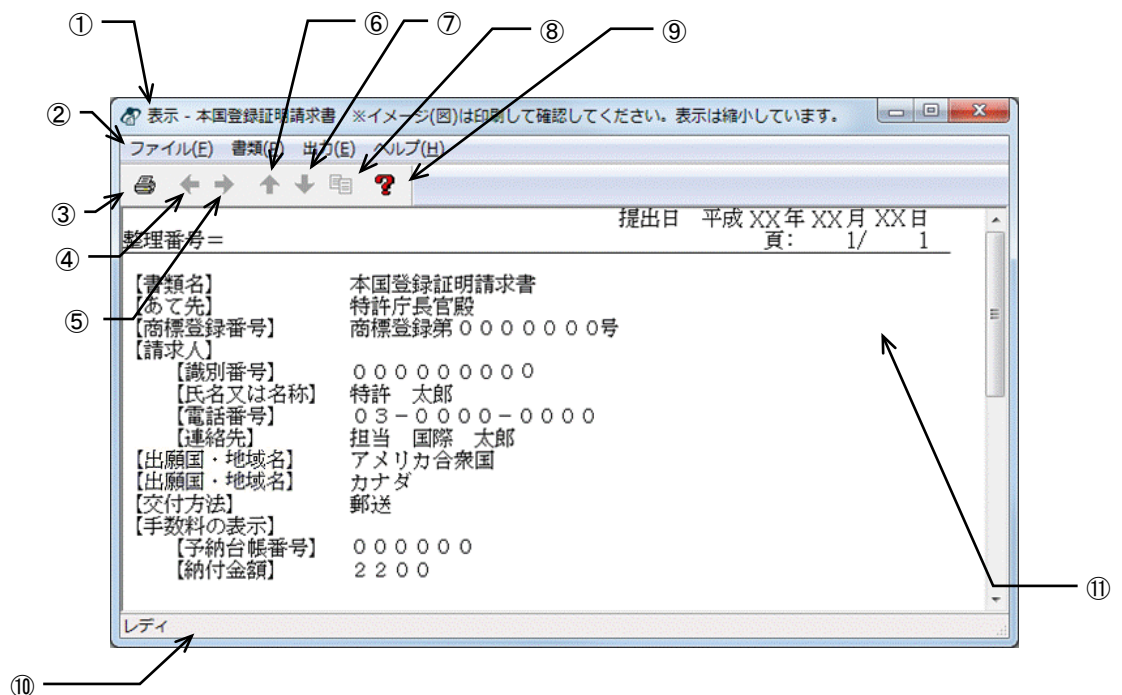 ① ⑥ ⑦ ⑧ ⑨
② 表示 - 本国登録証明請求書 ※イメージ(図)は印刷して確認してください。表示は縮小しています。
ファイル(F) 書類(P) 出力(E) ヘルプ(H)
③
④
⑤
提出日 平成 XX年 XX月 XX日
整理番号＝ 頁: 1/ 1
【書類名】 本国登録証明請求書
【あて先】 特許庁長官殿
【商標登録番号】 商標登録第０００００００号
【請求人】
【識別番号】 ０００００００００
【氏名又は名称】 特許 太郎
【電話番号】 ０３－００００－００００
【連絡先】 担当 国際 太郎
【出願国・地域名】 アメリカ合衆国
【出願国・地域名】 カナダ
【交付方法】 郵送
【手数料の表示】
【予納台帳番号】 ００００００
【納付金額】 ２２００
⑪
レディ
⑩